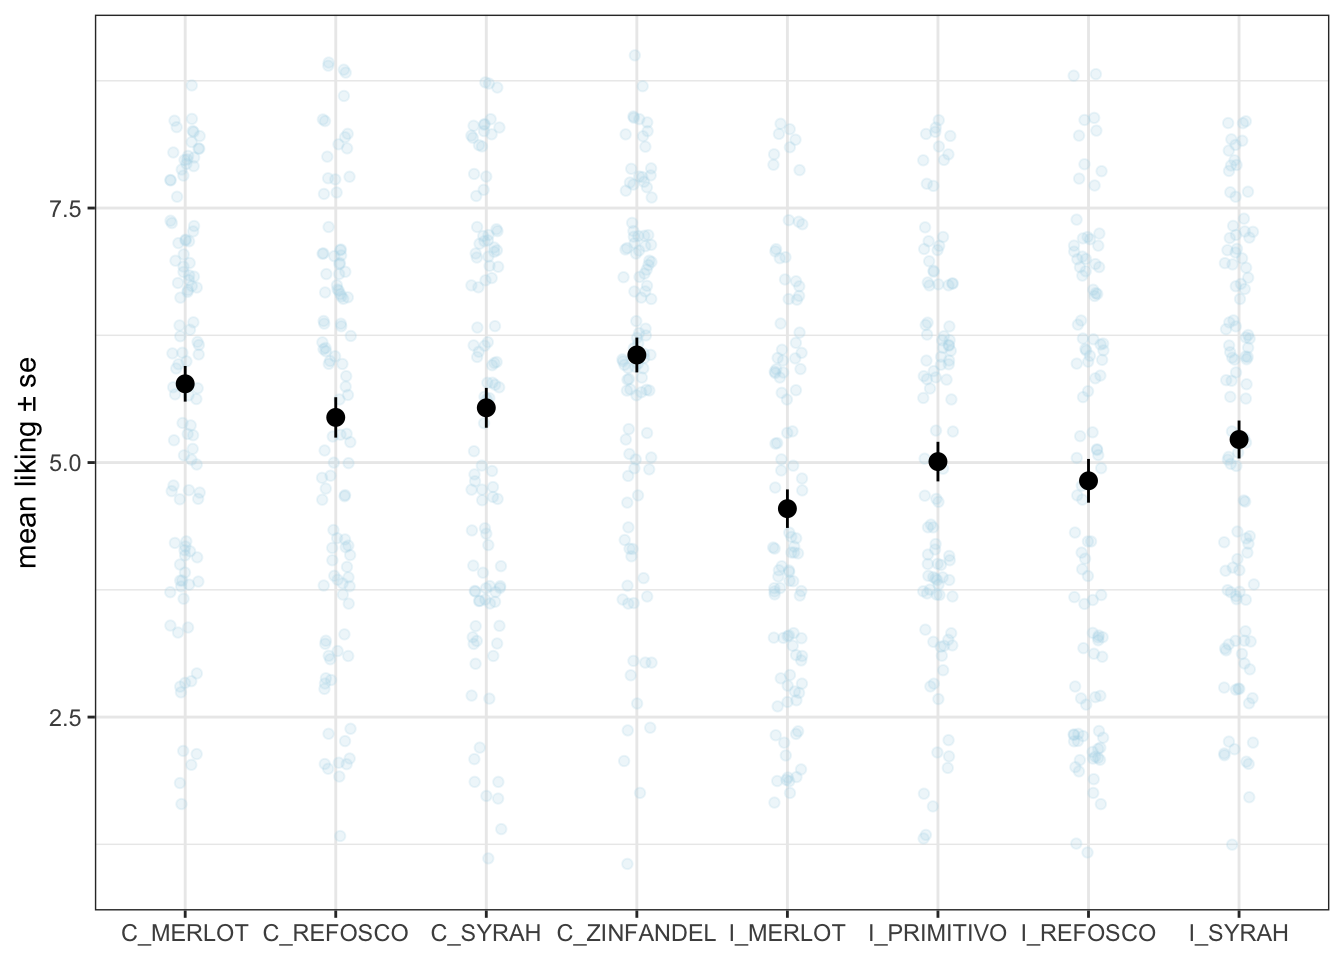 mean liking ± se
7.5
5.0
2.5
C_MERLOT C_REFOSCO C_SYRAH C_ZINFANDEL I_MERLOT I_PRIMITIVO I_REFOSCO I_SYRAH